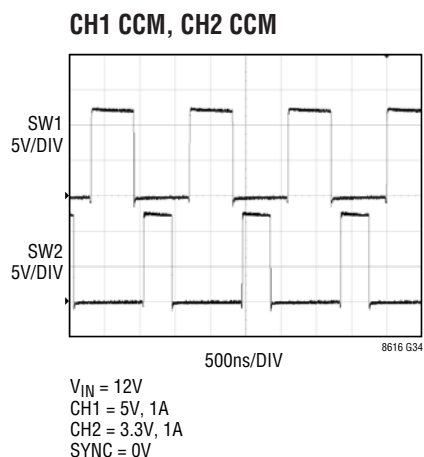 CH1 CCM, CH2 CCM
SW1
5V/DIV
SW2
5V/DIV
8616 G34
500ns/DIV
VIN = 12V
CH1 = 5V, 1A
CH2 = 3.3V, 1A
SYNC = 0V